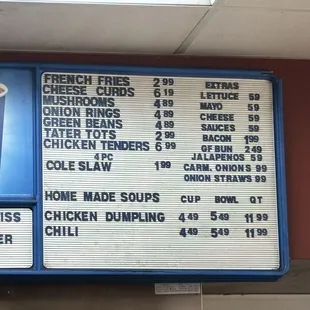 FRENCH FRIES 2 99
CHEESE CURDS 6 19
MUSHROOMS 4 89
ONION RINGS 4 89
GREEN BEANS 4 89
TATER TOTS 2 99
CHICKEN TENDERS 6 99
4 PC
COLE SLAW 1 99
EXTRAS
LETTUCE 59
MAYO 59
CHEESE 59
SAUCES 59
BACON 1 99
GF BUN 2 49
JALAPENOS 59
CARM. ONIONS 99
ONION STRAWS 99
HOME MADE SOUPS CUP BOWL QT
CHICKEN DUMPLING 4 49 5 49 11 99
CHILI 4 49 5 49 11 99
ISS
ER